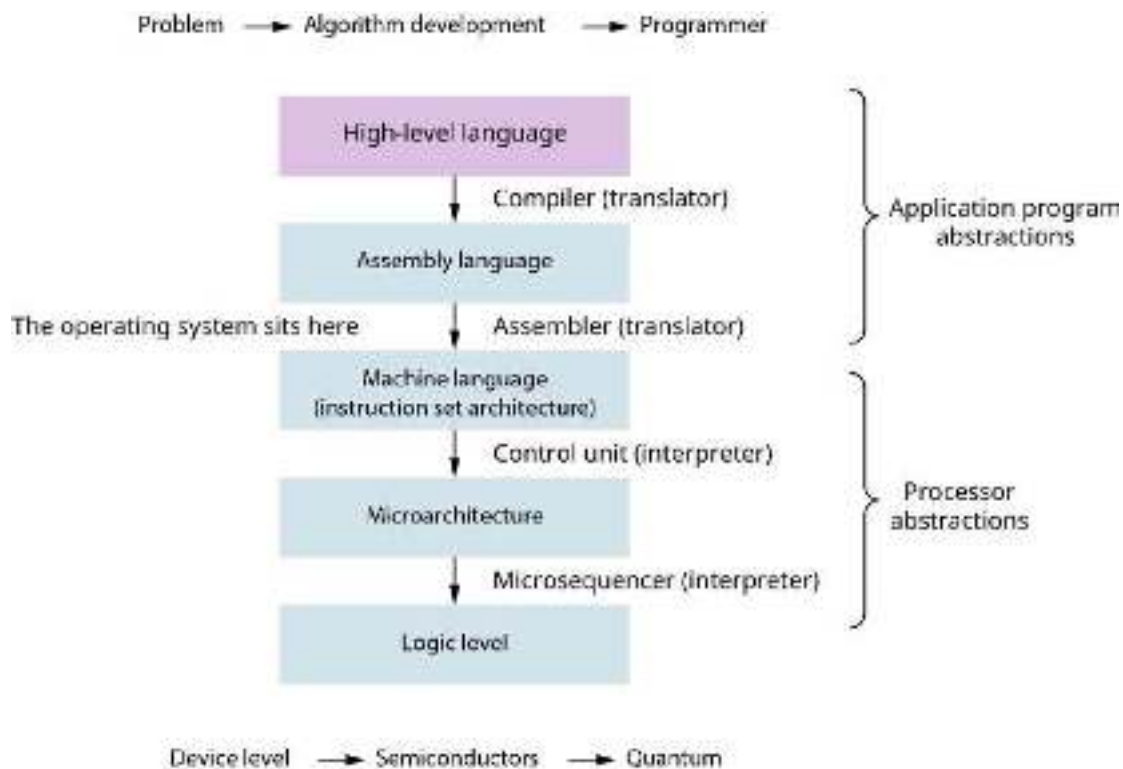 Problem → Algorithm development → Programmer
High-level language
Compiler (translator)
Application program
abstractions
Assembly language
The operating system sits here
Assembler (translator)
Machine language
(instruction set architecture)
Control unit (interpreter)
Processor
abstractions
Microarchitecture
Microsequencer (interpreter)
Logic level
Device level → Semiconductors → Quantum